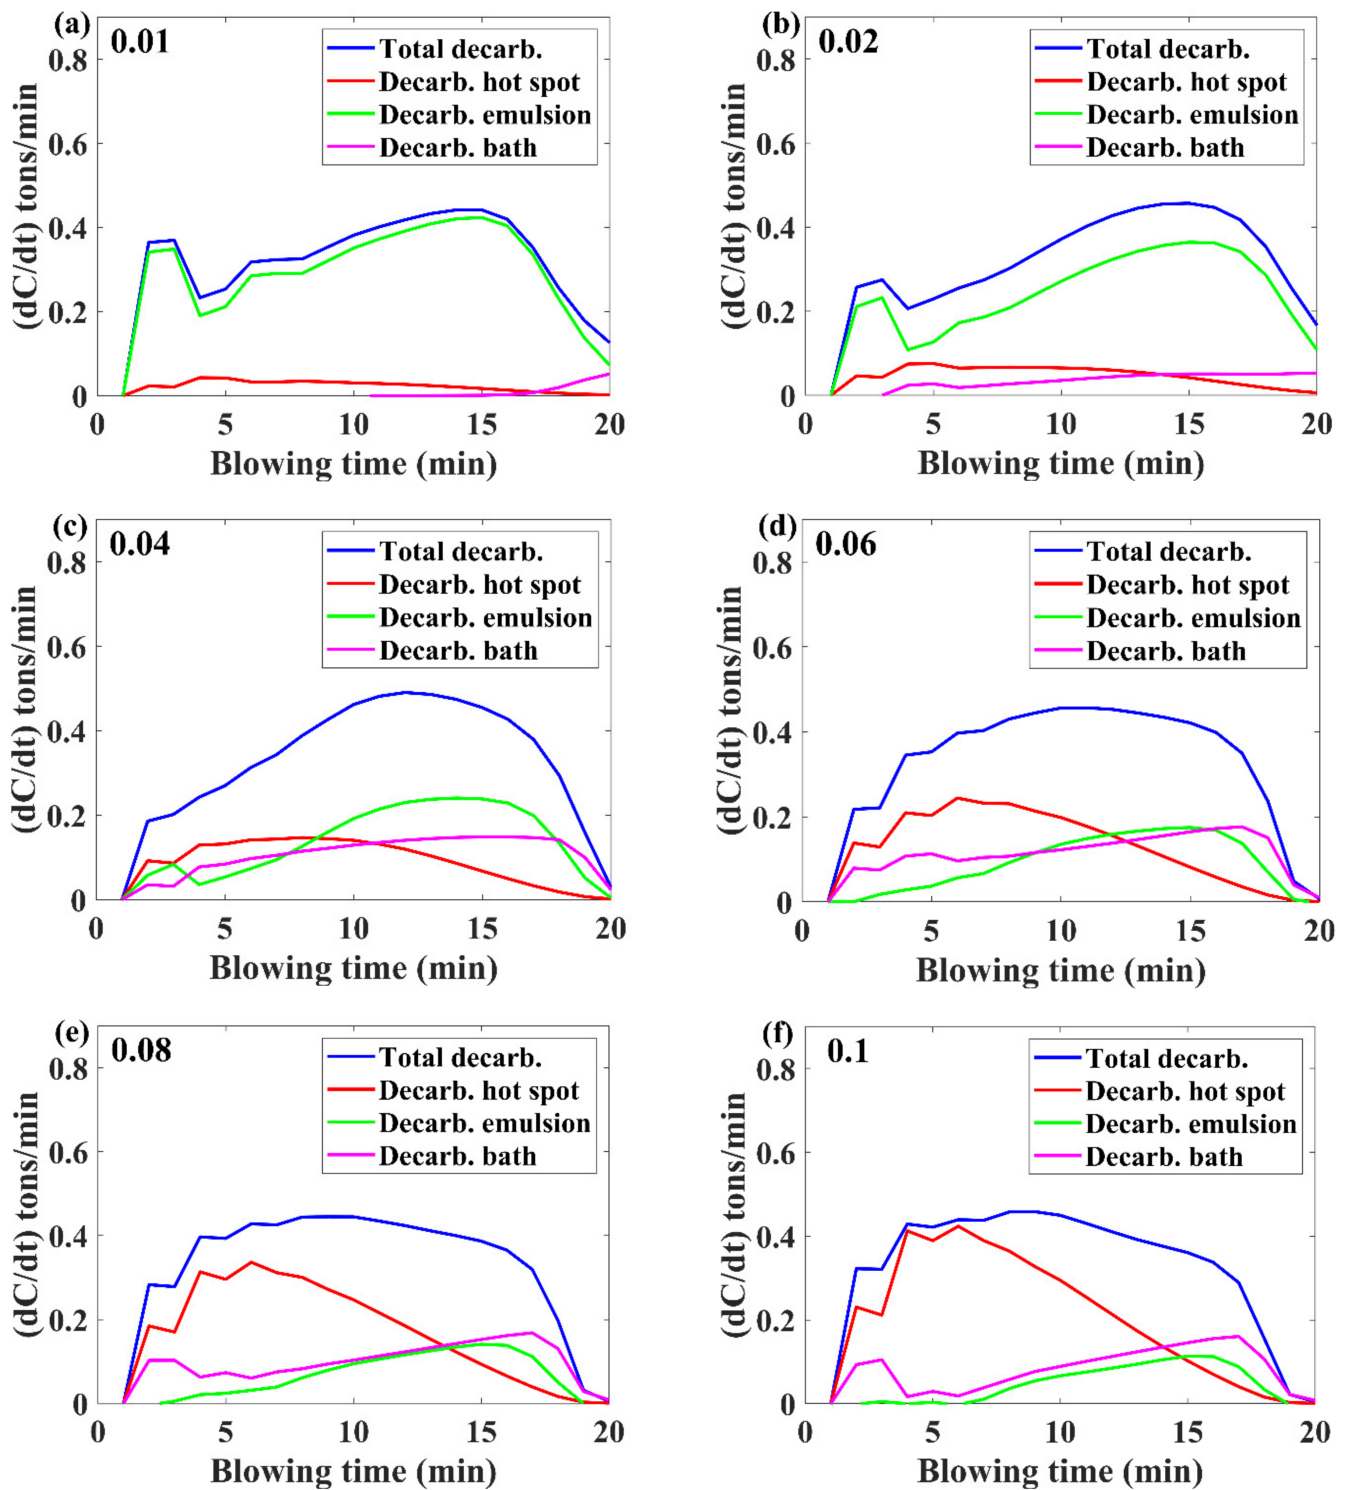 (a)
0.01
Total decarb.
Decarb. hot spot
Decarb. emulsion
Decarb. bath
(dC/dt) tons/min
0.8
0.6
0.4
0.2
0
0
5
10
15
20
Blowing time (min)
(b)
0.02
Total decarb.
Decarb. hot spot
Decarb. emulsion
Decarb. bath
(dC/dt) tons/min
0.8
0.6
0.4
0.2
0
0
5
10
15
20
Blowing time (min)
(c)
0.04
Total decarb.
Decarb. hot spot
Decarb. emulsion
Decarb. bath
(dC/dt) tons/min
0.8
0.6
0.4
0.2
0
0
5
10
15
20
Blowing time (min)
(d)
0.06
Total decarb.
Decarb. hot spot
Decarb. emulsion
Decarb. bath
(dC/dt) tons/min
0.8
0.6
0.4
0.2
0
0
5
10
15
20
Blowing time (min)
(e)
0.08
Total decarb.
Decarb. hot spot
Decarb. emulsion
Decarb. bath
(dC/dt) tons/min
0.8
0.6
0.4
0.2
0
0
5
10
15
20
Blowing time (min)
(f)
0.1
Total decarb.
Decarb. hot spot
Decarb. emulsion
Decarb. bath
(dC/dt) tons/min
0.8
0.6
0.4
0.2
0
0
5
10
15
20
Blowing time (min)